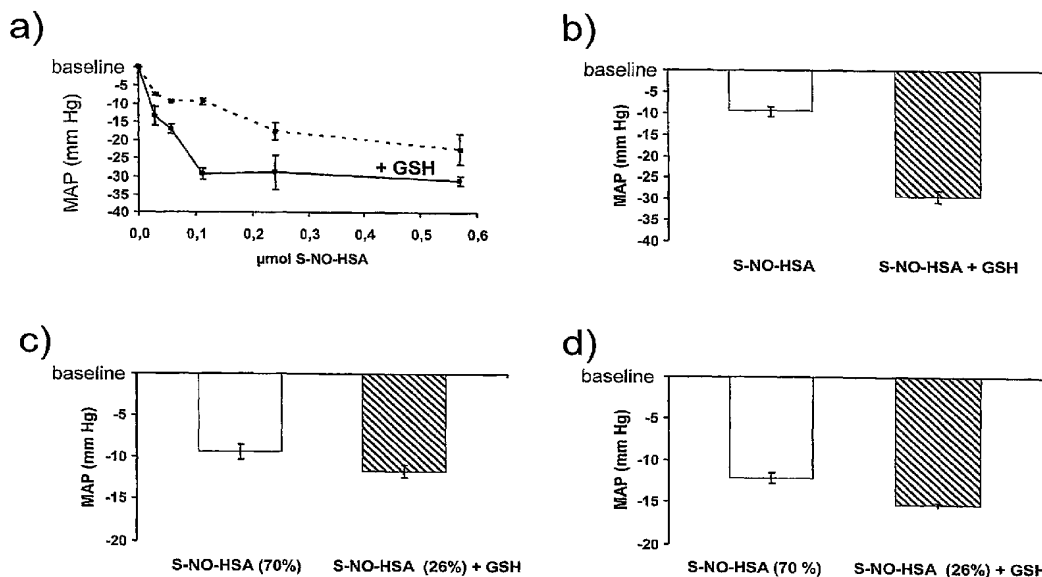 a)
baseline
-5
-10
-15
-20
-25
-30
-35
-40
MAP (mm Hg)
+ GSH
0,0 0,1 0,2 0,3 0,4 0,5 0,6
µmol S-NO-HSA
b)
baseline
-5
-10
-15
-20
-25
-30
-35
-40
MAP (mm Hg)
S-NO-HSA S-NO-HSA + GSH
c)
baseline
-5
-10
-15
-20
MAP (mm Hg)
S-NO-HSA (70%) S-NO-HSA (26%) + GSH
d)
baseline
-5
-10
-15
-20
MAP (mm Hg)
S-NO-HSA (70 %) S-NO-HSA (26%) + GSH